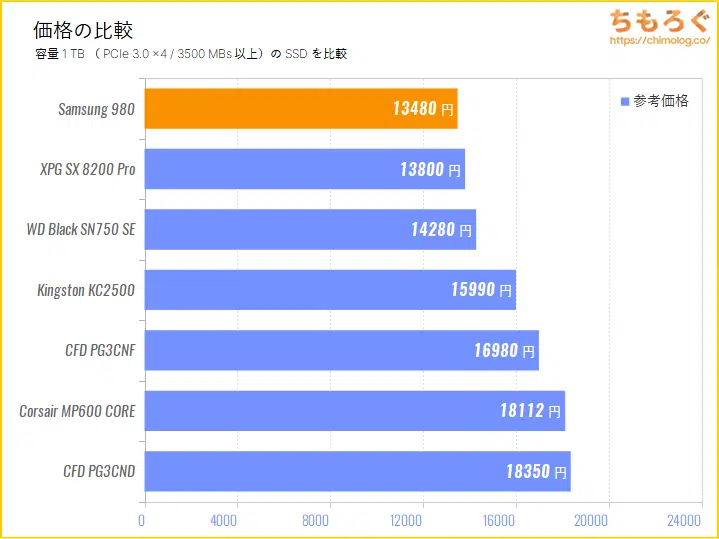 価格の比較
容量 1 TB （ PCIe 3.0 ×4 / 3500 MBs 以上）の SSD を比較
ちもろぐ
https://chimolog.co/
参考価格
Samsung 980 13480 円
XPG SX 8200 Pro 13800 円
WD Black SN750 SE 14280 円
Kingston KC2500 15990 円
CFD PG3CNF 16980 円
Corsair MP600 CORE 18112 円
CFD PG3CND 18350 円
0 4000 8000 12000 16000 20000 24000